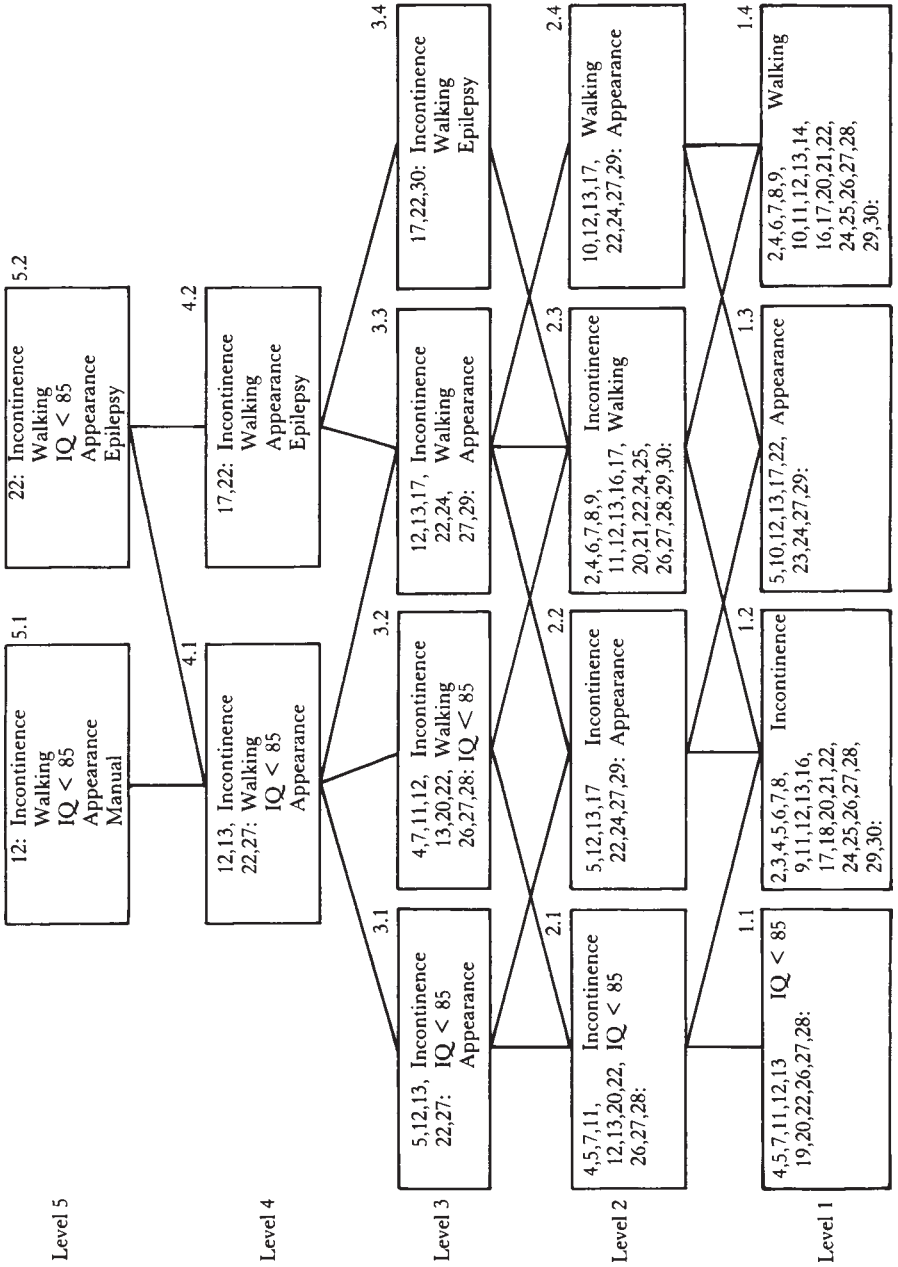 Level 5
5.1
12: Incontinence
Walking
IQ < 85
Appearance
Manual
5.2
22: Incontinence
Walking
IQ < 85
Appearance
Epilepsy
Level 4
4.1
12,13, Incontinence
22,27: Walking
IQ < 85
Appearance
4.2
17,22: Incontinence
Walking
Appearance
Epilepsy
Level 3
3.1
5,12,13, Incontinence
22,27: IQ < 85
Appearance
3.2
4,7,11,12, Incontinence
13,20,22, Walking
26,27,28: IQ < 85
3.3
12,13,17, Incontinence
22,24, Walking
27,29: Appearance
3.4
17,22,30: Incontinence
Walking
Epilepsy
Level 2
2.1
4,5,7,11, Incontinence
12,13,20,22, IQ < 85
26,27,28:
2.2
5,12,13,17 Incontinence
22,24,27,29: Appearance
2.3
2,4,6,7,8,9, Incontinence
11,12,13,16,17, Walking
20,21,22,24,25,
26,27,28,29,30:
2.4
10,12,13,17, Walking
22,24,27,29: Appearance
Level 1
1.1
4,5,7,11,12,13 IQ < 85
19,20,22,26,27,28:
1.2
2,3,4,5,6,7,8, Incontinence
9,11,12,13,16,
17,18,20,21,22,
24,25,26,27,28,
29,30:
1.3
5,10,12,13,17,22, Appearance
23,24,27,29:
1.4
2,4,6,7,8,9, Walking
10,11,12,13,14,
16,17,20,21,22,
24,25,26,27,28,
29,30: